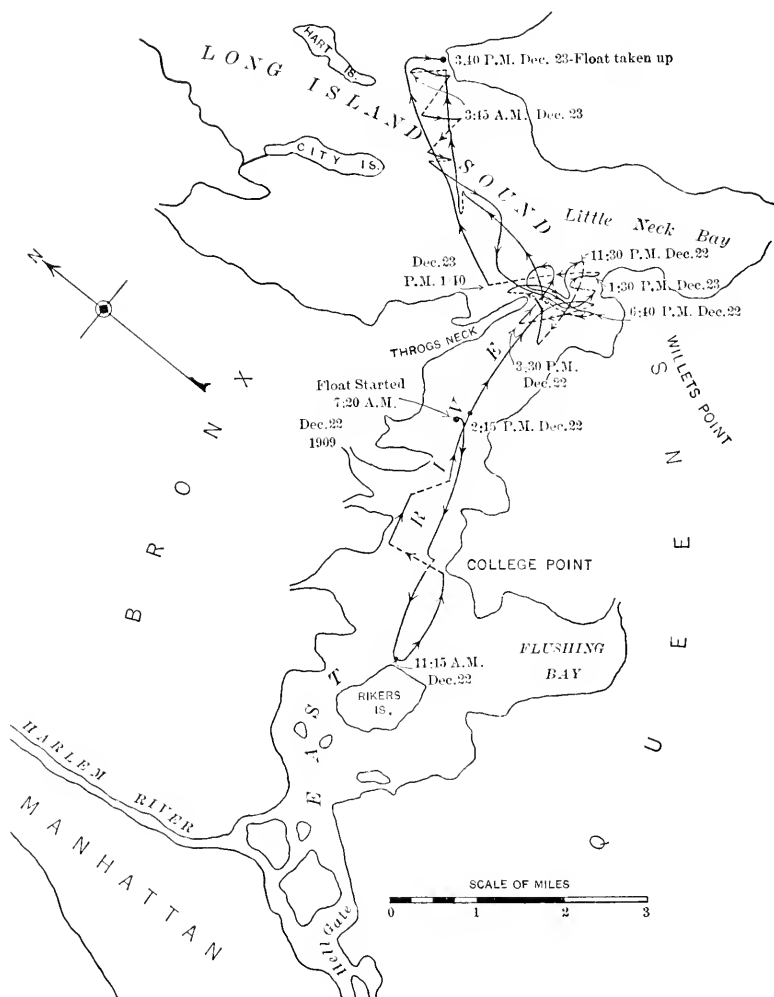 HART IS.
LONG ISLAND SOUND
3.40 P.M. Dec. 23-Float taken up
3:45 A.M. Dec. 23
CITY IS.
Little Neck Bay
11:30 P.M. Dec.22
Dec.23
P.M. 1:40
1:30 P.M. Dec.23
6:40 P.M. Dec.22
N
THROGS NECK
WILLETS POINT
3.30 P.M.
Dec.22
Float Started
7:20 A.M.
Dec.22
1909
2:15 P.M. Dec.22
BRONX
EAST RIVER
COLLEGE POINT
QUEENS
FLUSHING
BAY
11:15 A.M.
Dec.22
RIKERS
IS.
HARLEM RIVER
MANHATTAN
Hell Gate
SCALE OF MILES
0 1 2 3